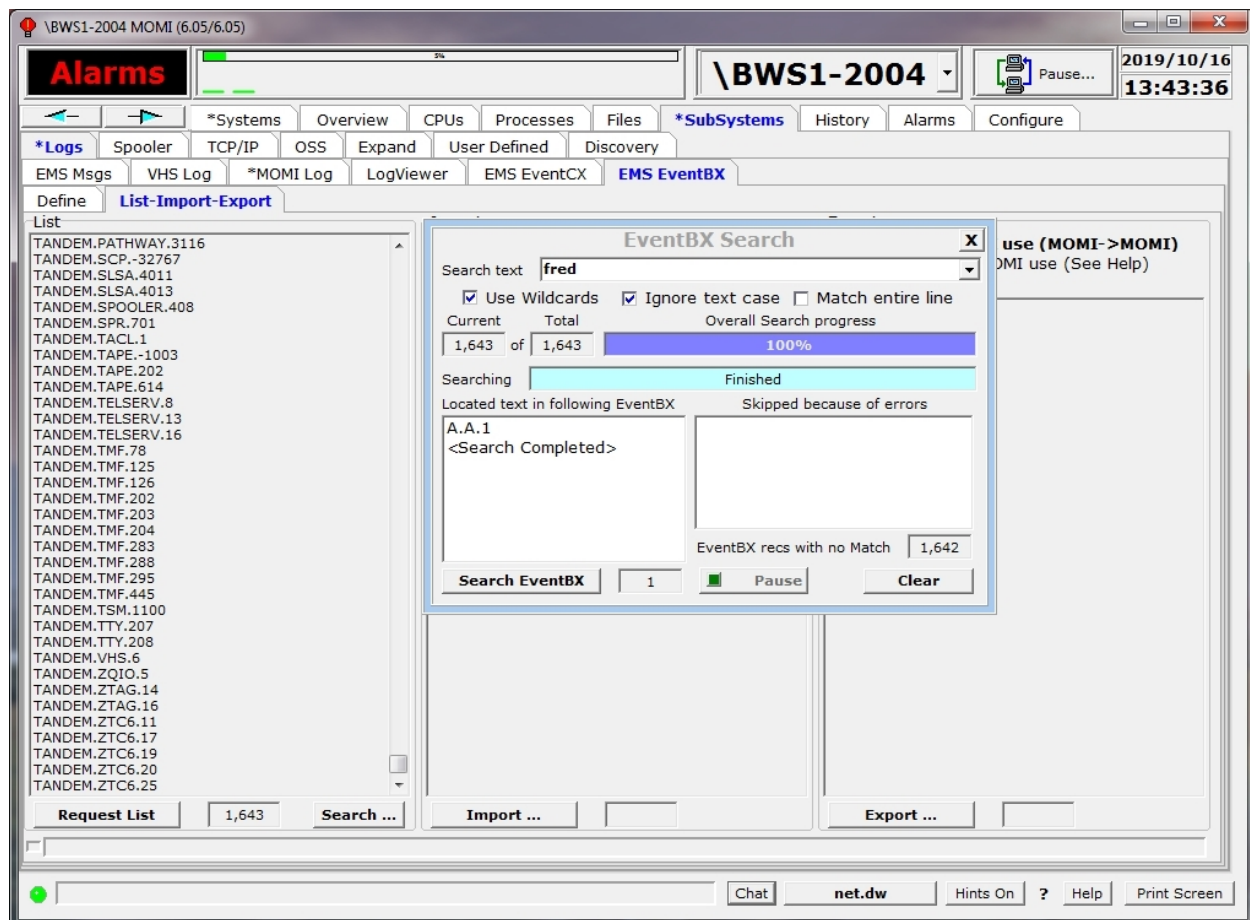 \BWS1-2004 MOMI (6.05/6.05)
Alarms
5%
\BWS1-2004
Pause...
2019/10/16
13:43:36
*Systems Overview CPUs Processes Files *SubSystems History Alarms Configure
*Logs Spooler TCP/IP OSS Expand User Defined Discovery
EMS Msgs VHS Log *MOMI Log LogViewer EMS EventCX EMS EventBX
Define List-Import-Export
List
TANDEM.PATHWAY.3116
TANDEM.SCP.-32767
TANDEM.SLSA.4011
TANDEM.SLSA.4013
TANDEM.SPOOLER.408
TANDEM.SPR.701
TANDEM.TACL.1
TANDEM.TAPE.-1003
TANDEM.TAPE.202
TANDEM.TAPE.614
TANDEM.TELSERV.8
TANDEM.TELSERV.13
TANDEM.TELSERV.16
TANDEM.TMF.78
TANDEM.TMF.125
TANDEM.TMF.126
TANDEM.TMF.202
TANDEM.TMF.203
TANDEM.TMF.204
TANDEM.TMF.283
TANDEM.TMF.288
TANDEM.TMF.295
TANDEM.TMF.445
TANDEM.TSM.1100
TANDEM.TTY.207
TANDEM.TTY.208
TANDEM.VHS.6
TANDEM.ZQIO.5
TANDEM.ZTAG.14
TANDEM.ZTAG.16
TANDEM.ZTC6.11
TANDEM.ZTC6.17
TANDEM.ZTC6.19
TANDEM.ZTC6.20
TANDEM.ZTC6.25
Request List 1,643 Search ...
EventBX Search X
Search text fred
Use Wildcards Ignore text case Match entire line
Current Total Overall Search progress
1,643 of 1,643 100%
Searching Finished
Located text in following EventBX Skipped because of errors
A.A.1
<Search Completed>
EventBX recs with no Match 1,642
Search EventBX 1 Pause Clear
use (MOMI->MOMI)
use (See Help)
Import ... Export ...
Chat net.dw Hints On ? Help Print Screen